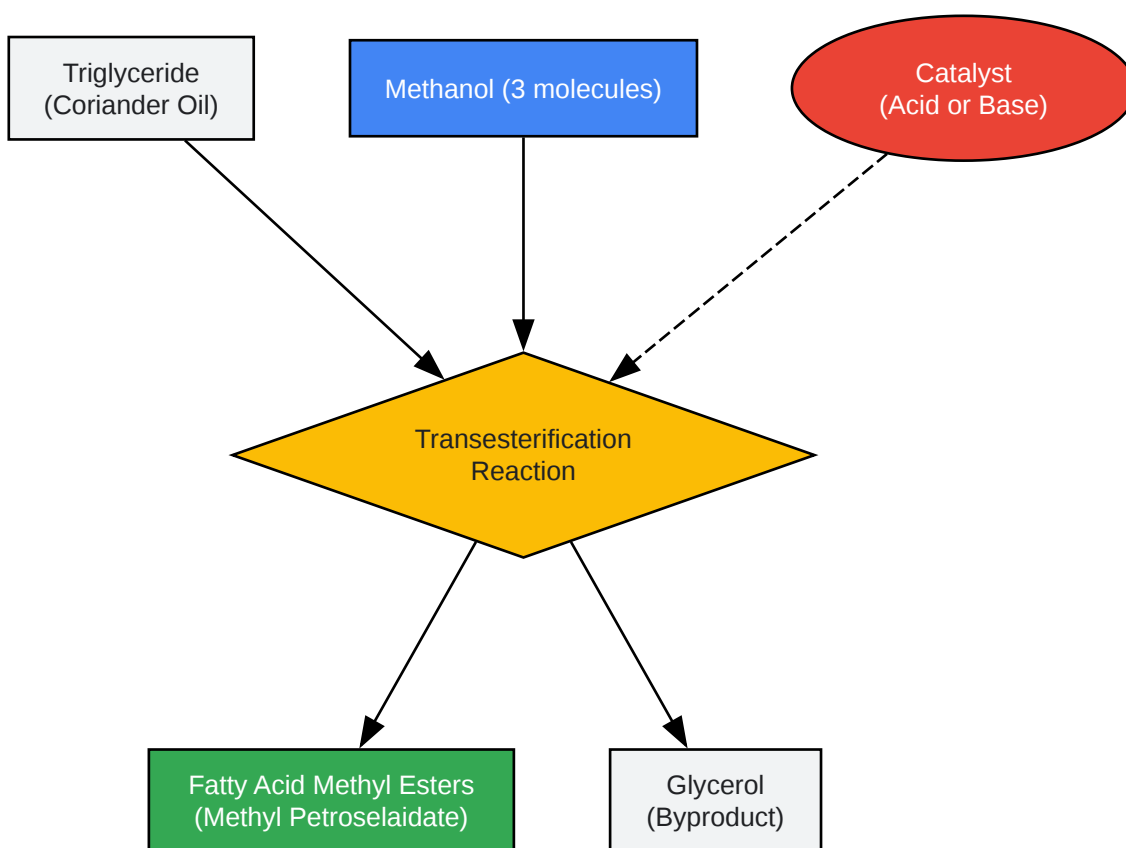 Triglyceride
(Coriander Oil)
Methanol (3 molecules)
Catalyst
(Acid or Base)
Transesterification
Reaction
Fatty Acid Methyl Esters
(Methyl Petroselaidate)
Glycerol
(Byproduct)